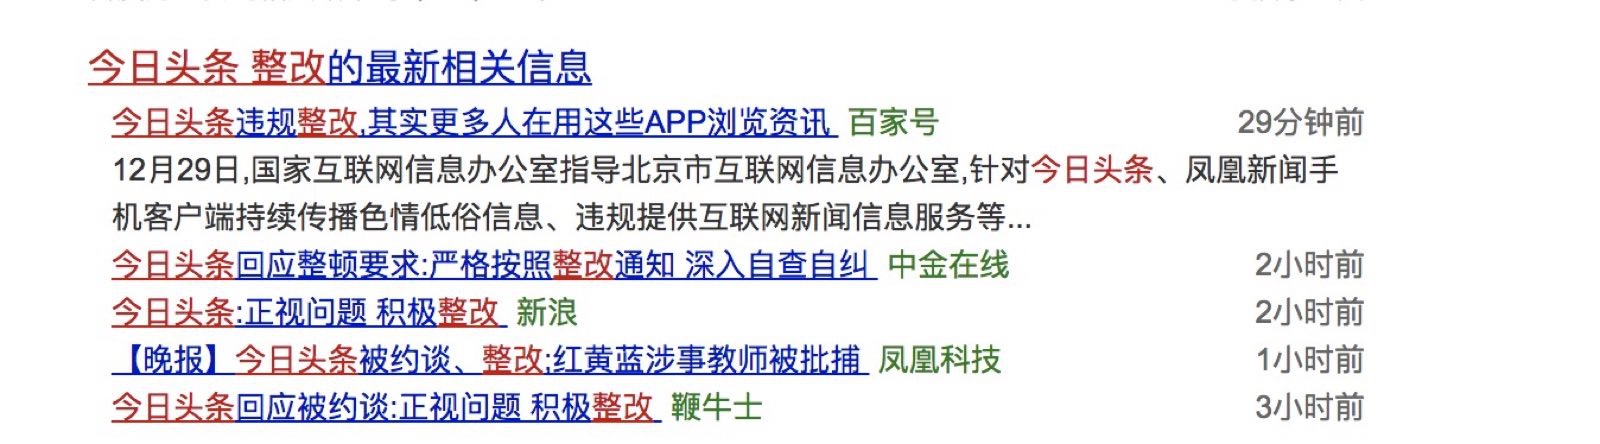 今日头条 整改的最新相关信息
今日头条违规整改,其实更多人在用这些APP浏览资讯 百家号 29分钟前
12月29日,国家互联网信息办公室指导北京市互联网信息办公室,针对今日头条、凤凰新闻手
机客户端持续传播色情低俗信息、违规提供互联网新闻信息服务等...
今日头条回应整顿要求:严格按照整改通知 深入自查自纠 中金在线 2小时前
今日头条:正视问题 积极整改 新浪 2小时前
【晚报】今日头条被约谈、整改;红黄蓝涉事教师被批捕 凤凰科技 1小时前
今日头条回应被约谈:正视问题 积极整改 鞭牛士 3小时前